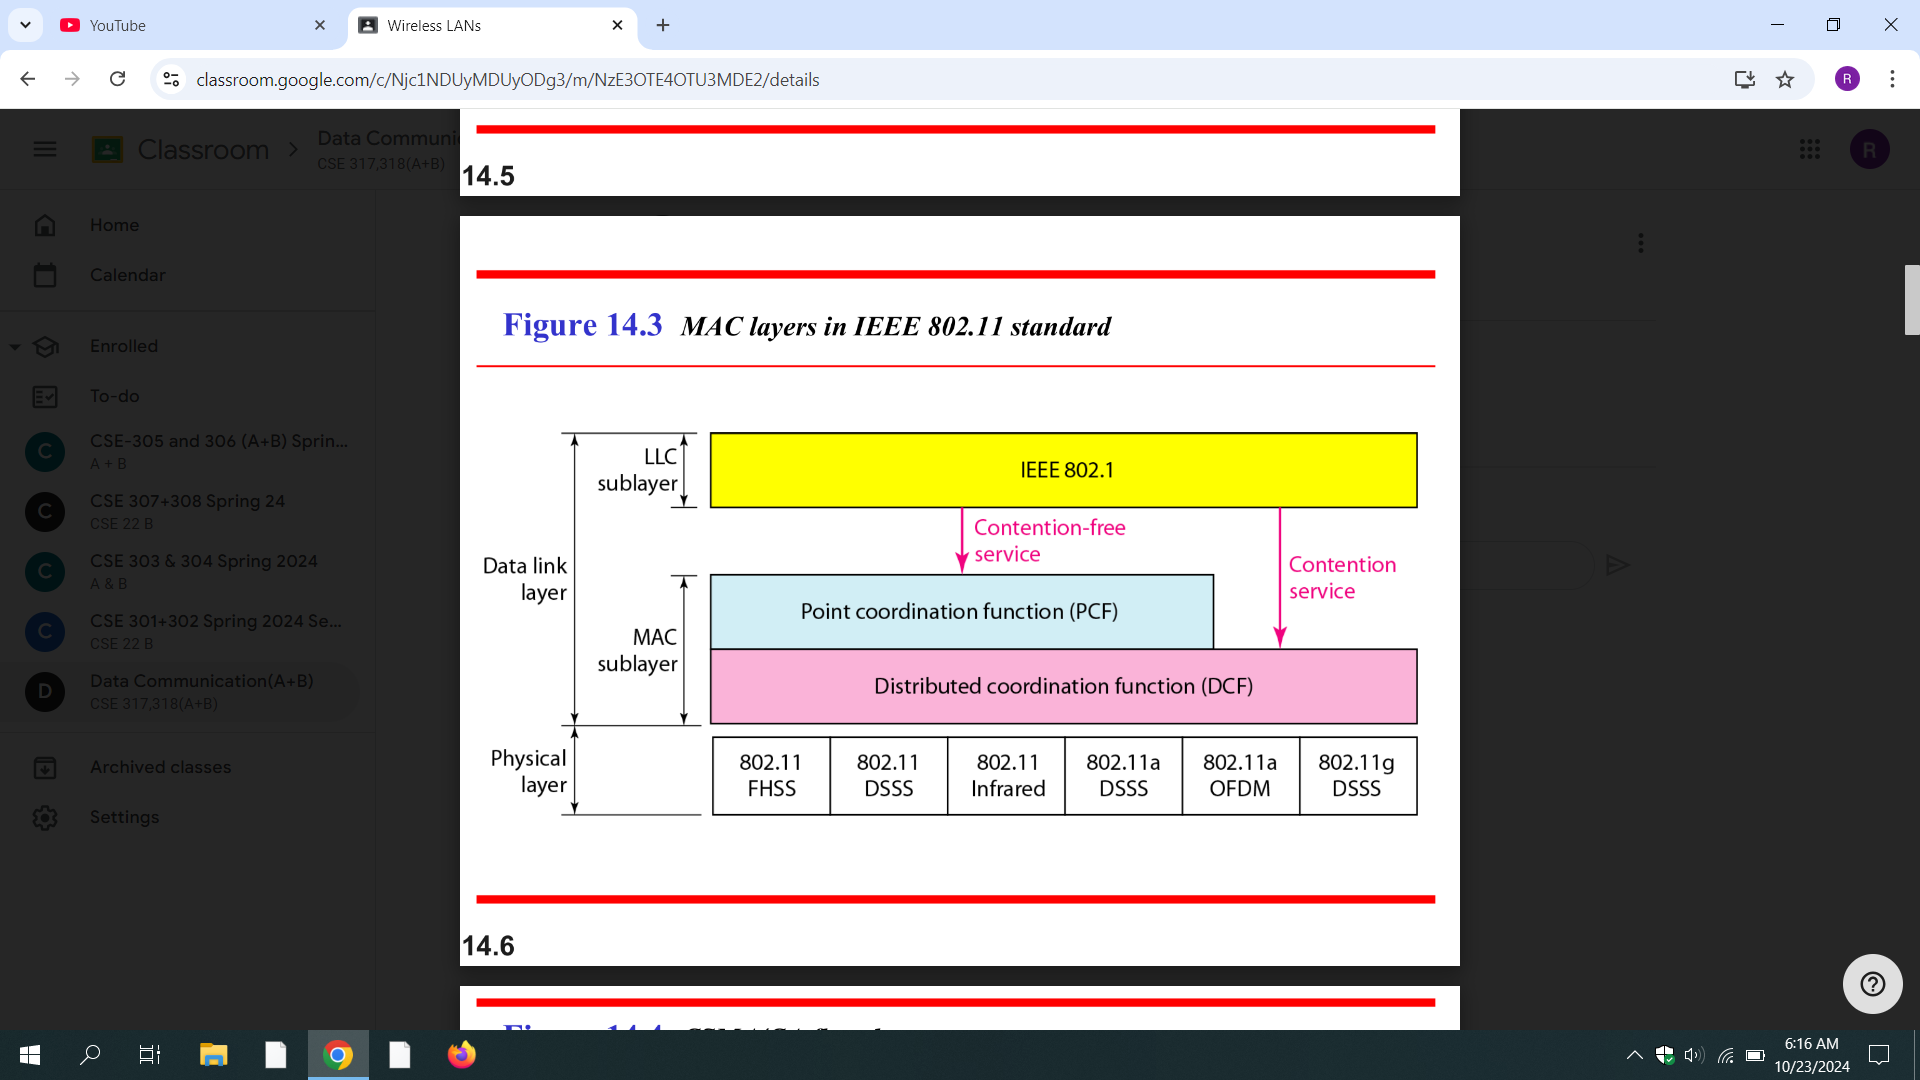 YouTube
Wireless LANs
classroom.google.com/c/Njc1NDUyMDUyODg3/m/NzE3OTE4OTU3MDE2/details
R
Classroom
Data Communi
CSE 317,318(A+B)
R
14.5
Home
Calendar
Enrolled
To-do
C
CSE-305 and 306 (A+B) Sprin...
A + B
C
CSE 307+308 Spring 24
CSE 22 B
C
CSE 303 & 304 Spring 2024
A & B
C
CSE 301+302 Spring 2024 Se...
CSE 22 B
D
Data Communication(A+B)
CSE 317,318(A+B)
Archived classes
Settings
Figure 14.3 MAC layers in IEEE 802.11 standard
LLC
sublayer
IEEE 802.1
Contention-free
service
Contention
service
Data link
layer
MAC
sublayer
Point coordination function (PCF)
Distributed coordination function (DCF)
Physical
layer
802.11
FHSS
802.11
DSSS
802.11
Infrared
802.11a
DSSS
802.11a
OFDM
802.11g
DSSS
14.6
6:16 AM
10/23/2024